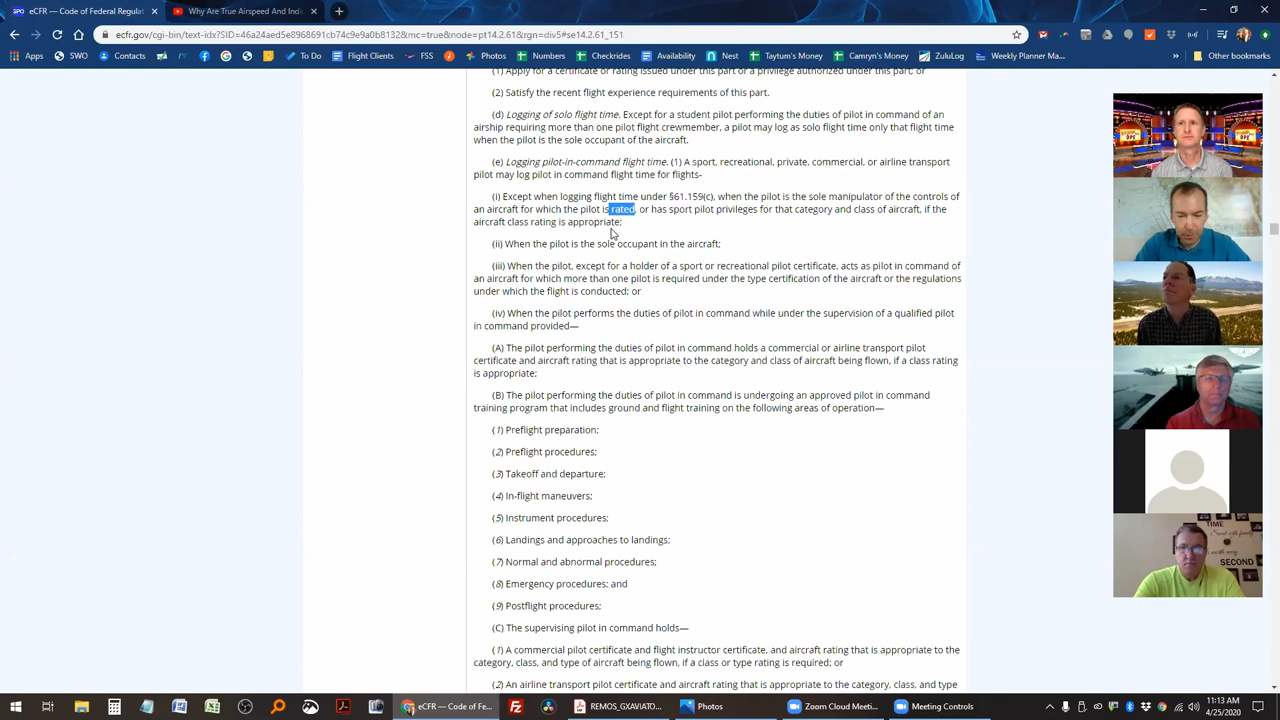 eCFR — Code of Federal Regulat
Why Are True Airspeed And Indic
ecfr.gov/cgi-bin/text-idx?SID=46a24aed5e8968691cb74c9e9a0b8132&mc=true&node=pt14.2.61&rgn=div5#se14.2.61_151
Apps SWO Contacts To Do Flight Clients FSS Photos Numbers Checkrides Availability Nest Taytum's Money Camryn's Money ZuluLog Weekly Planner Ma... » Other bookmarks
(1) Apply for a certificate or rating issued under this part or a privilege authorized under this part; or
(2) Satisfy the recent flight experience requirements of this part.
(d) Logging of solo flight time. Except for a student pilot performing the duties of pilot in command of an
airship requiring more than one pilot flight crewmember, a pilot may log as solo flight time only that flight time
when the pilot is the sole occupant of the aircraft.
(e) Logging pilot-in-command flight time. (1) A sport, recreational, private, commercial, or airline transport
pilot may log pilot in command flight time for flights-
(i) Except when logging flight time under §61.159(c), when the pilot is the sole manipulator of the controls of
an aircraft for which the pilot is rated, or has sport pilot privileges for that category and class of aircraft, if the
aircraft class rating is appropriate;
(ii) When the pilot is the sole occupant in the aircraft;
(iii) When the pilot, except for a holder of a sport or recreational pilot certificate, acts as pilot in command of
an aircraft for which more than one pilot is required under the type certification of the aircraft or the regulations
under which the flight is conducted; or
(iv) When the pilot performs the duties of pilot in command while under the supervision of a qualified pilot
in command provided—
(A) The pilot performing the duties of pilot in command holds a commercial or airline transport pilot
certificate and aircraft rating that is appropriate to the category and class of aircraft being flown, if a class rating
is appropriate;
(B) The pilot performing the duties of pilot in command is undergoing an approved pilot in command
training program that includes ground and flight training on the following areas of operation—
(1) Preflight preparation;
(2) Preflight procedures;
(3) Takeoff and departure;
(4) In-flight maneuvers;
(5) Instrument procedures;
(6) Landings and approaches to landings;
(7) Normal and abnormal procedures;
(8) Emergency procedures; and
(9) Postflight procedures;
(C) The supervising pilot in command holds—
(1) A commercial pilot certificate and flight instructor certificate, and aircraft rating that is appropriate to the
category, class, and type of aircraft being flown, if a class or type rating is required; or
(2) An airline transport pilot certificate and aircraft rating that is appropriate to the category, class, and type
TIME
SECOND
eCFR — Code of Fe... REMOS_GXAVIATO... Photos Zoom Cloud Meeti... Meeting Controls
11:13 AM
4/25/2020